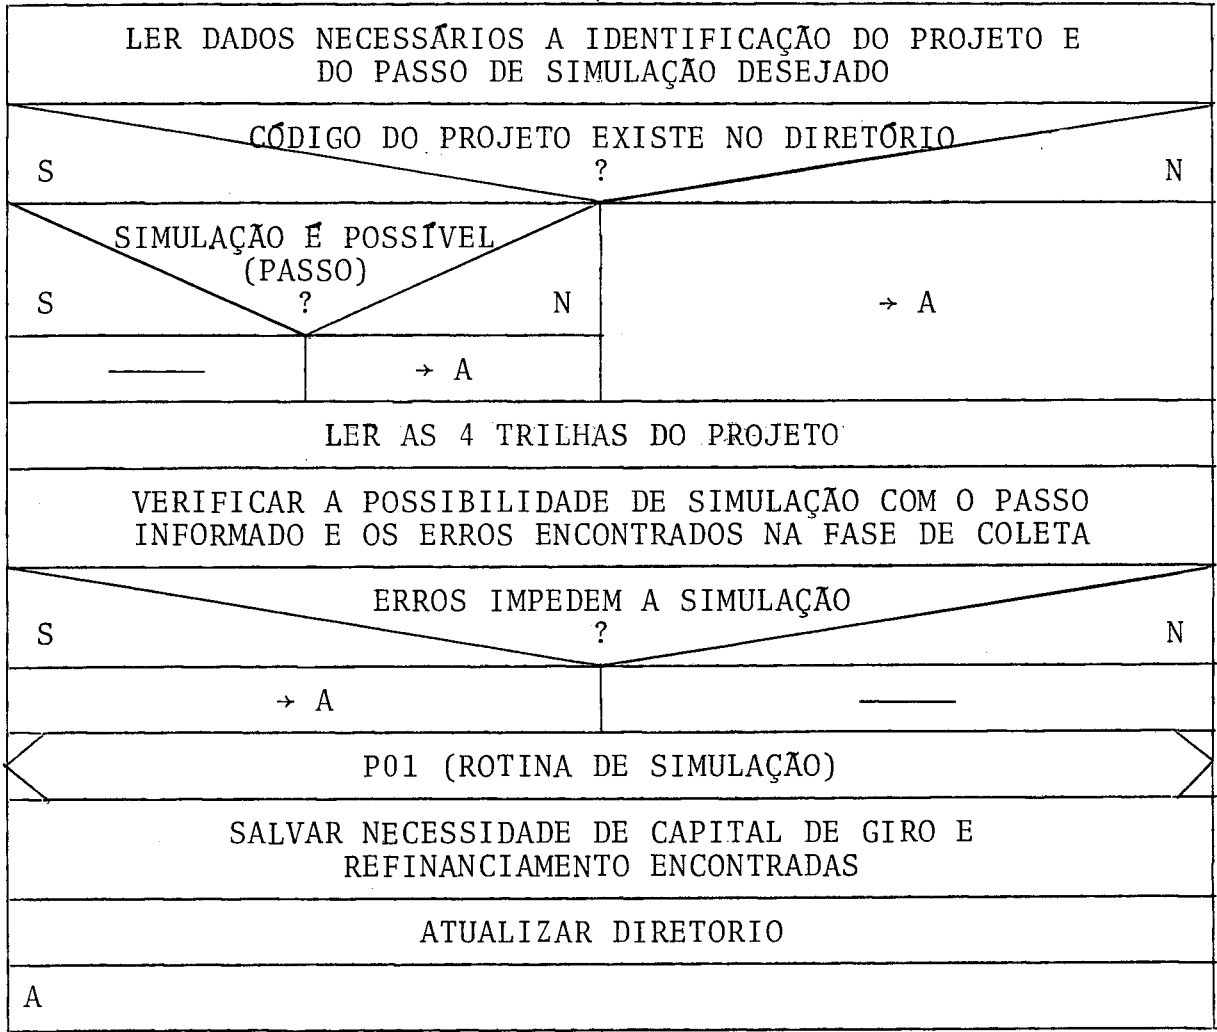 LER DADOS NECESSÁRIOS A IDENTIFICAÇÃO DO PROJETO E
DO PASSO DE SIMULAÇÃO DESEJADO
CÓDIGO DO PROJETO EXISTE NO DIRETÓRIO
S ? N
SIMULAÇÃO É POSSÍVEL
(PASSO)
S ? N
→ A
——— → A
LER AS 4 TRILHAS DO PROJETO
VERIFICAR A POSSIBILIDADE DE SIMULAÇÃO COM O PASSO
INFORMADO E OS ERROS ENCONTRADOS NA FASE DE COLETA
ERROS IMPEDEM A SIMULAÇÃO
S ? N
→ A ———
P01 (ROTINA DE SIMULAÇÃO)
SALVAR NECESSIDADE DE CAPITAL DE GIRO E
REFINANCIAMENTO ENCONTRADAS
ATUALIZAR DIRETORIO
A